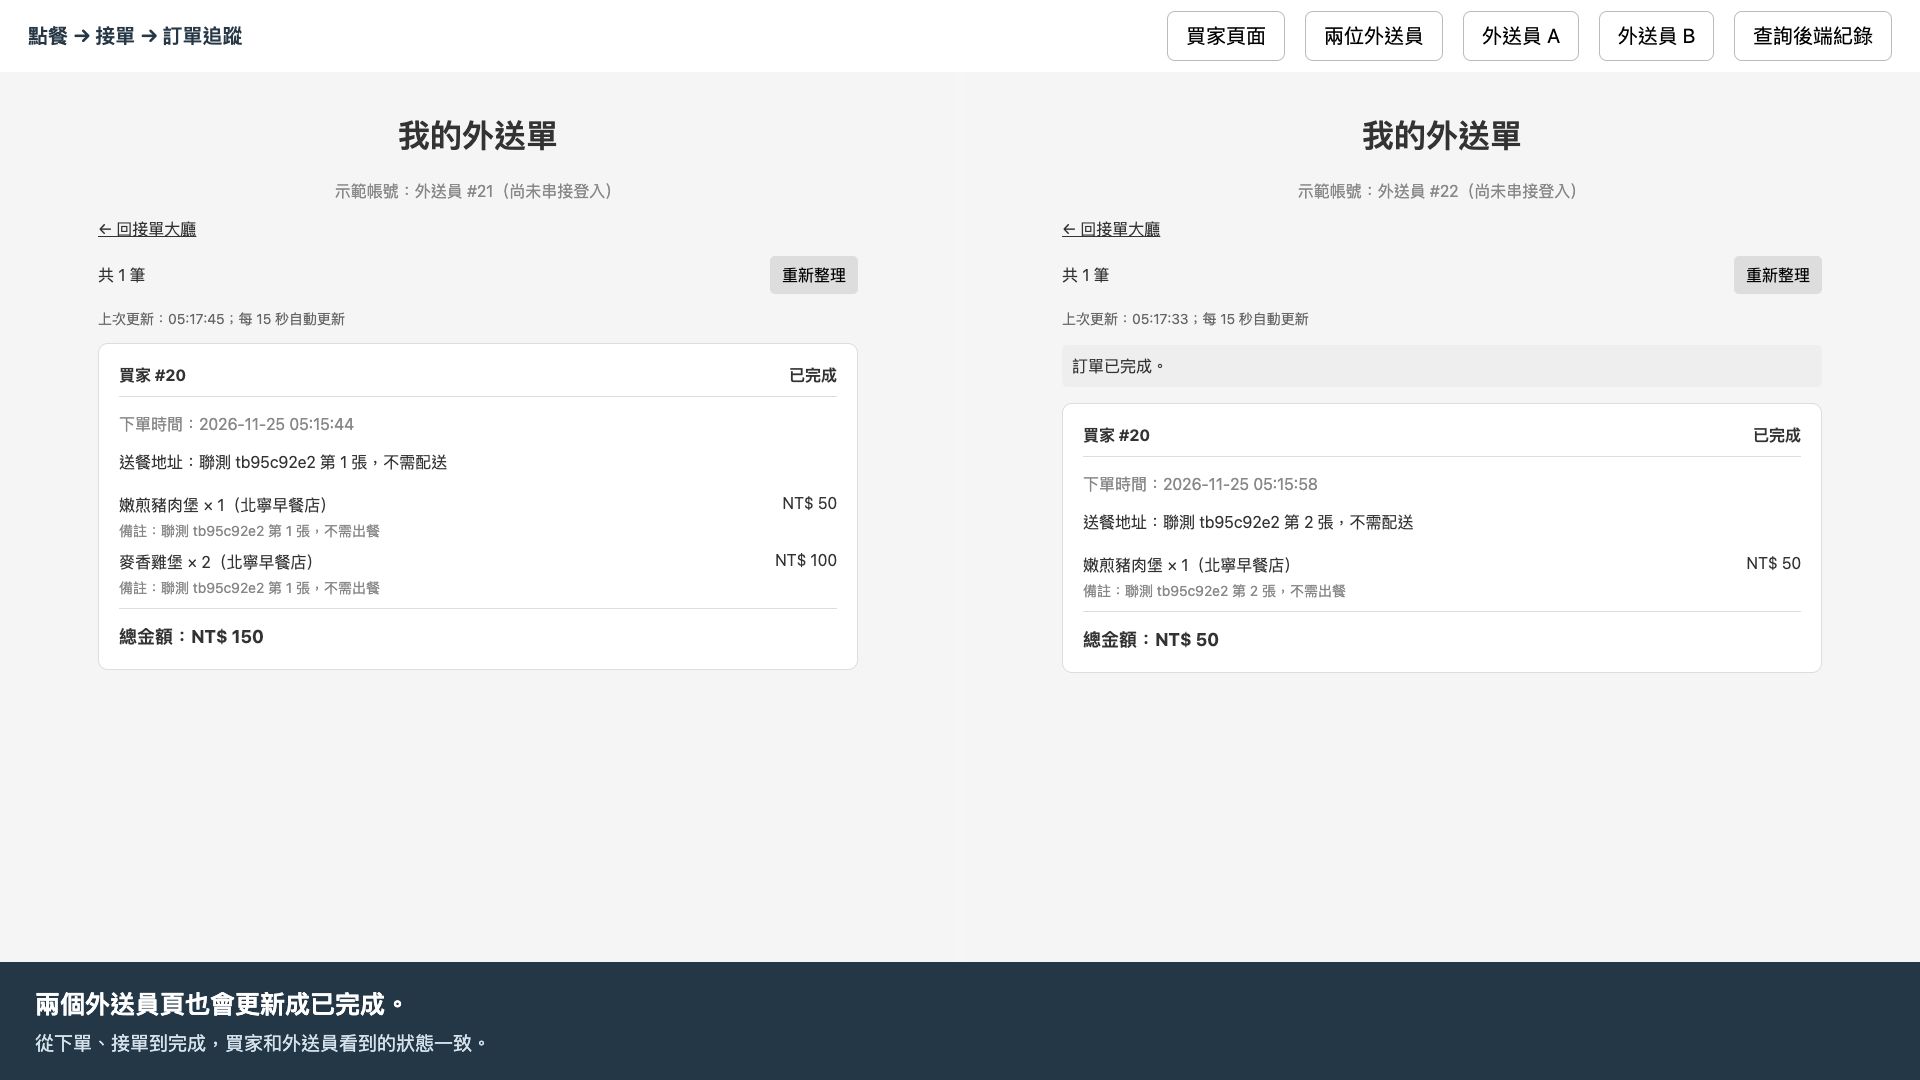 點餐 → 接單 → 訂單追蹤
買家頁面
兩位外送員
外送員 A
外送員 B
查詢後端紀錄
我的外送單
示範帳號：外送員 #21（尚未串接登入）
← 回接單大廳
共 1 筆
重新整理
上次更新：05:17:45；每 15 秒自動更新
買家 #20
已完成
下單時間：2026-11-25 05:15:44
送餐地址：聯測 tb95c92e2 第 1 張，不需配送
嫩煎豬肉堡 × 1（北寧早餐店）
NT$ 50
備註：聯測 tb95c92e2 第 1 張，不需出餐
麥香雞堡 × 2（北寧早餐店）
NT$ 100
備註：聯測 tb95c92e2 第 1 張，不需出餐
總金額：NT$ 150
我的外送單
示範帳號：外送員 #22（尚未串接登入）
← 回接單大廳
共 1 筆
重新整理
上次更新：05:17:33；每 15 秒自動更新
訂單已完成。
買家 #20
已完成
下單時間：2026-11-25 05:15:58
送餐地址：聯測 tb95c92e2 第 2 張，不需配送
嫩煎豬肉堡 × 1（北寧早餐店）
NT$ 50
備註：聯測 tb95c92e2 第 2 張，不需出餐
總金額：NT$ 50
兩個外送員頁也會更新成已完成。
從下單、接單到完成，買家和外送員看到的狀態一致。